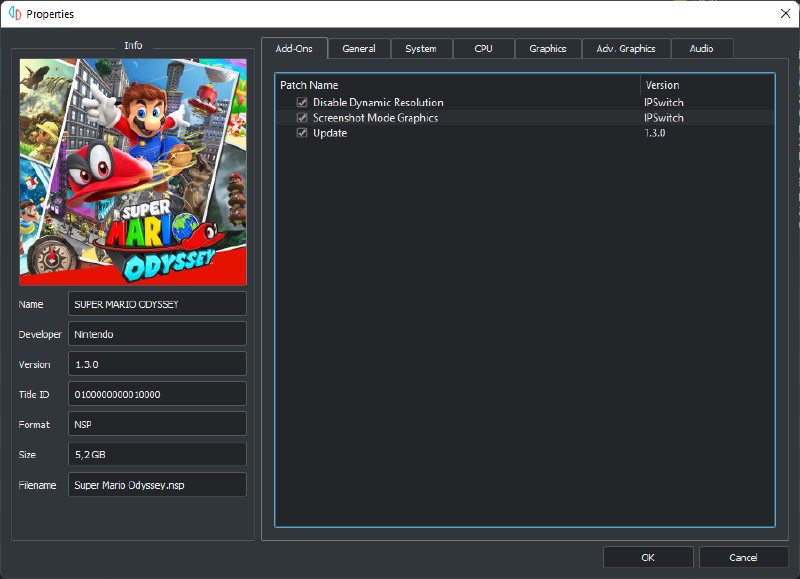 Properties
Info
Add-Ons General System CPU Graphics Adv. Graphics Audio
SUPER
MARIO
ODYSSEY
Patch Name Version
Disable Dynamic Resolution IPSwitch
Screenshot Mode Graphics IPSwitch
Update 1.3.0
Name SUPER MARIO ODYSSEY
Developer Nintendo
Version 1.3.0
Title ID 0100000000010000
Format NSP
Size 5,2 GiB
Filename Super Mario Odyssey.nsp
OK Cancel